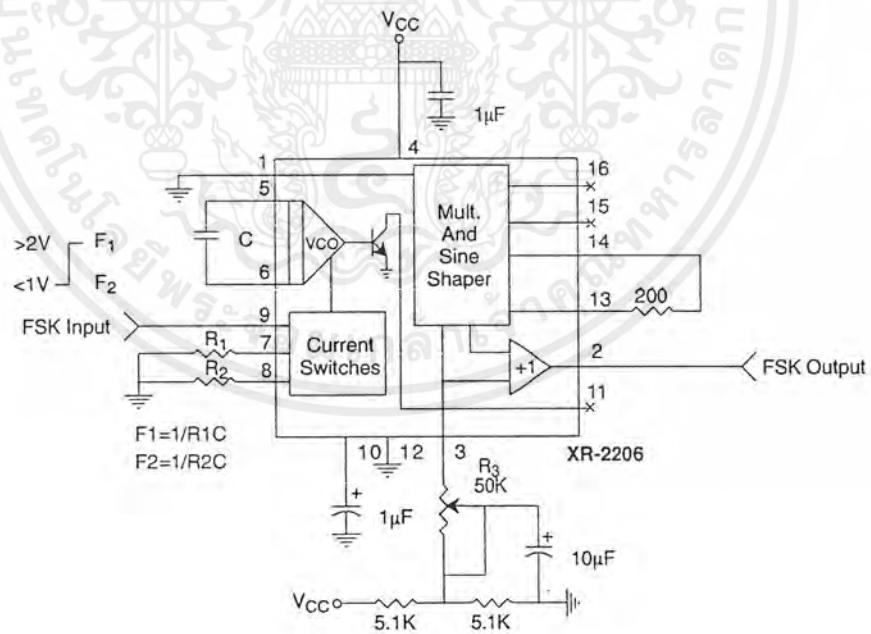 VCC
1μF
1
4
16
5
15
Mult.
And
Sine
Shaper
14
C
VCO
>2V
F1
<1V
F2
6
13
200
FSK Input
9
R1
7
Current
Switches
R2
8
+1
2
FSK Output
11
F1=1/R1C
F2=1/R2C
10
12
3
XR-2206
R3
50K
+
1μF
+
10μF
VCC
5.1K
5.1K